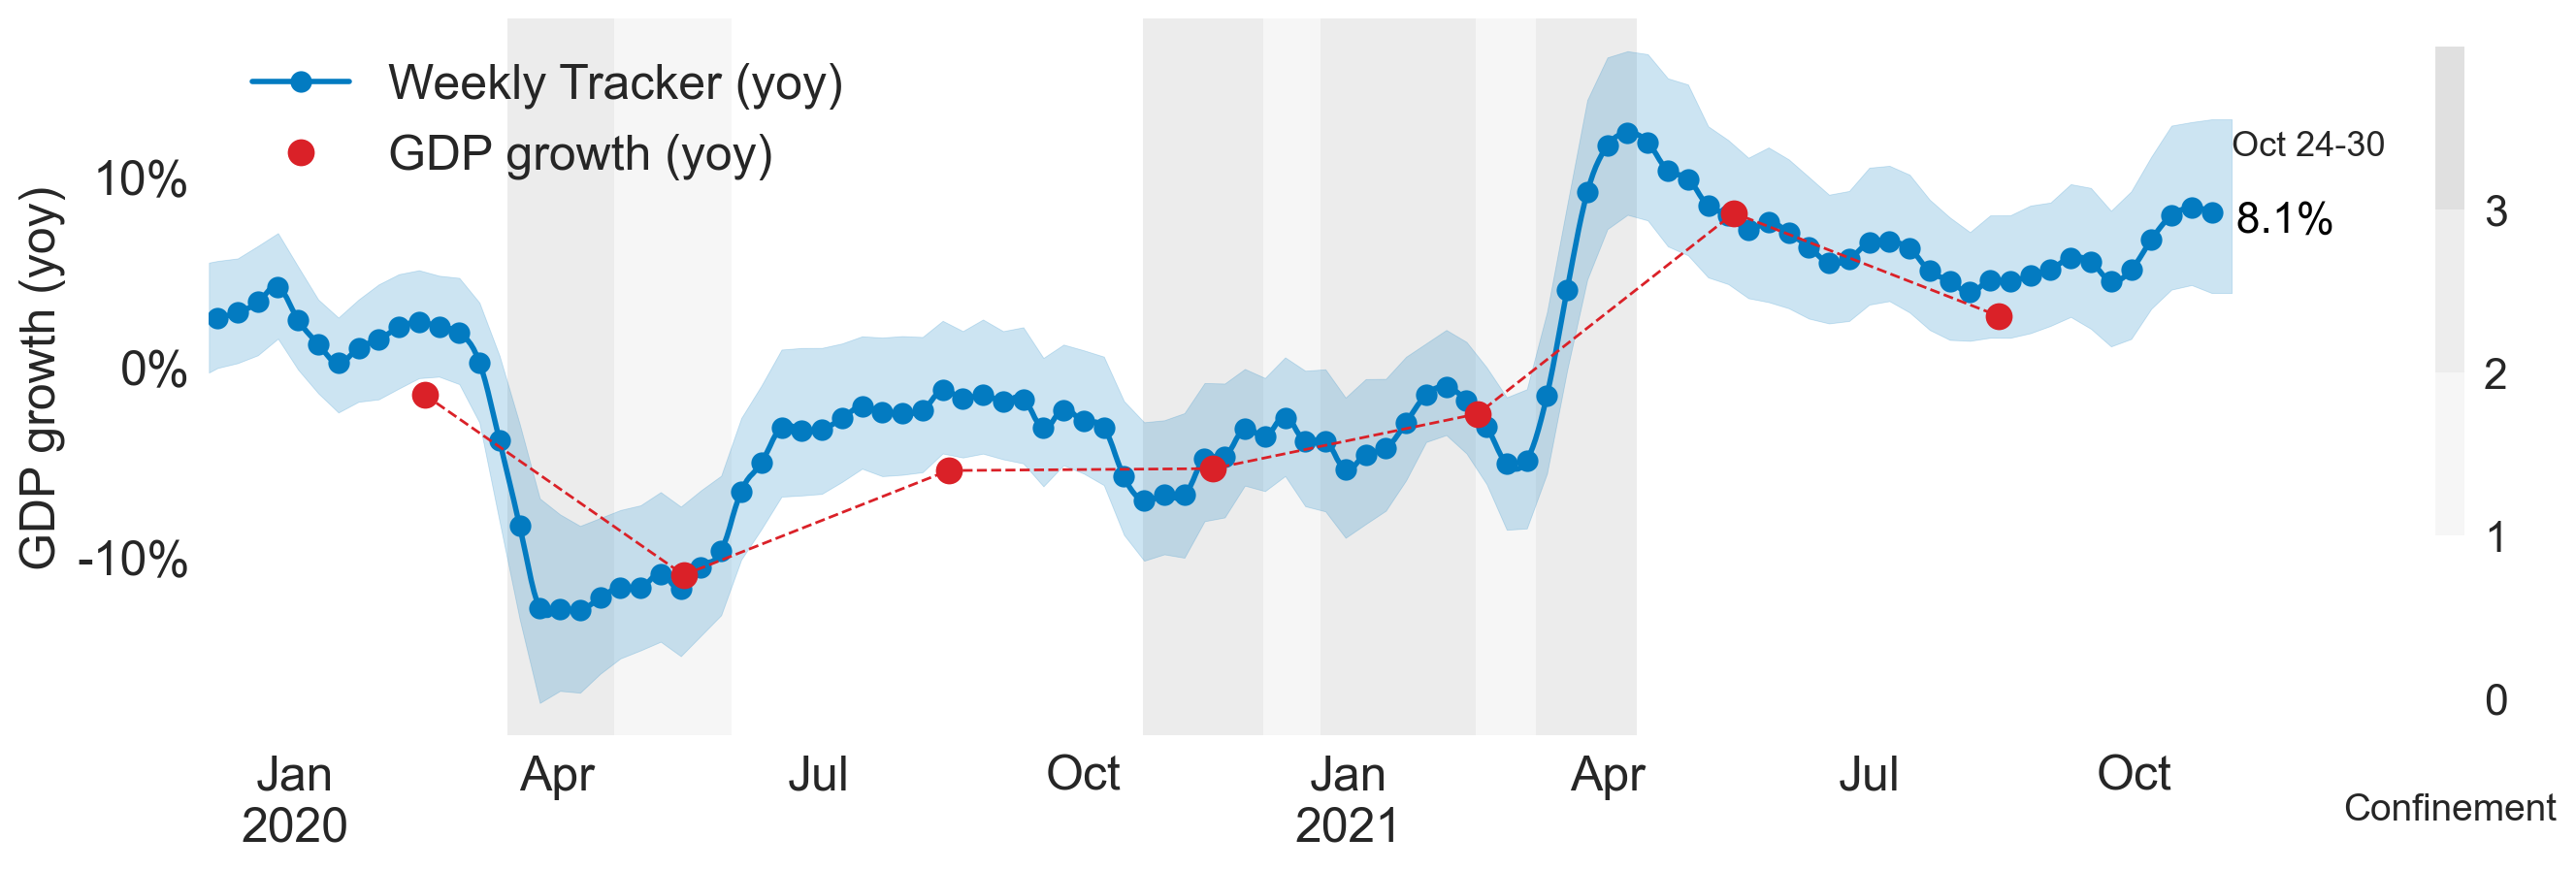 Weekly Tracker (yoy)
GDP growth (yoy)
GDP growth (yoy)
10%
0%
-10%
Oct 24-30
8.1%
3
2
1
0
Jan Apr Jul Oct Jan Apr Jul Oct
2020 2021
Confinement